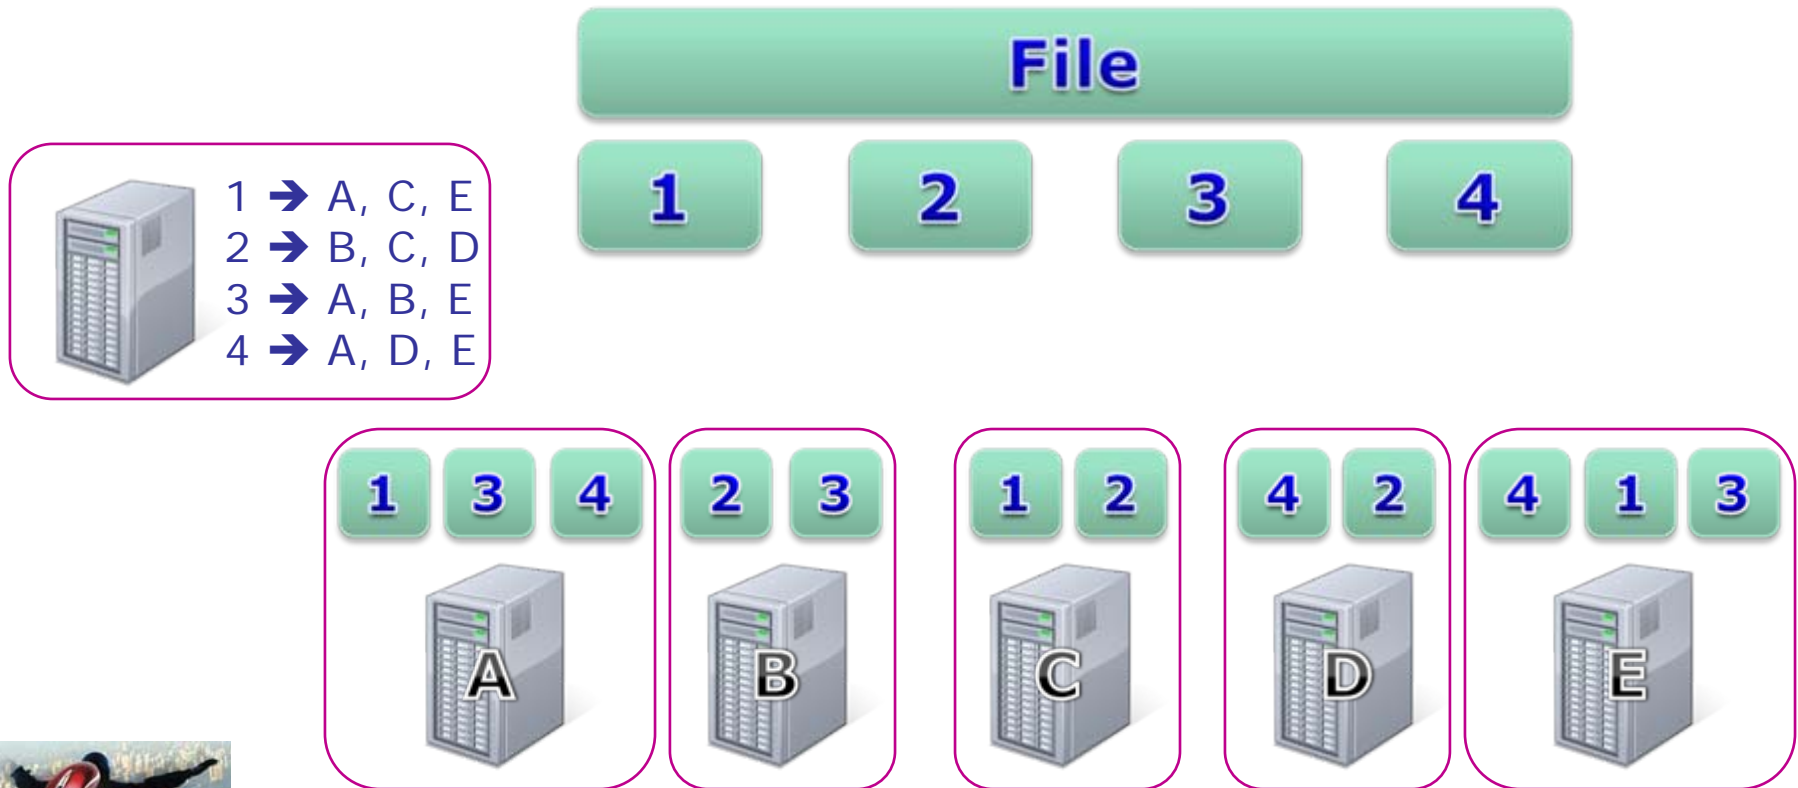 File
1 2 3 4
1 ➔ A, C, E
2 ➔ B, C, D
3 ➔ A, B, E
4 ➔ A, D, E
1 3 4 2 3 1 2 4 2 4 1 3
A B C D E